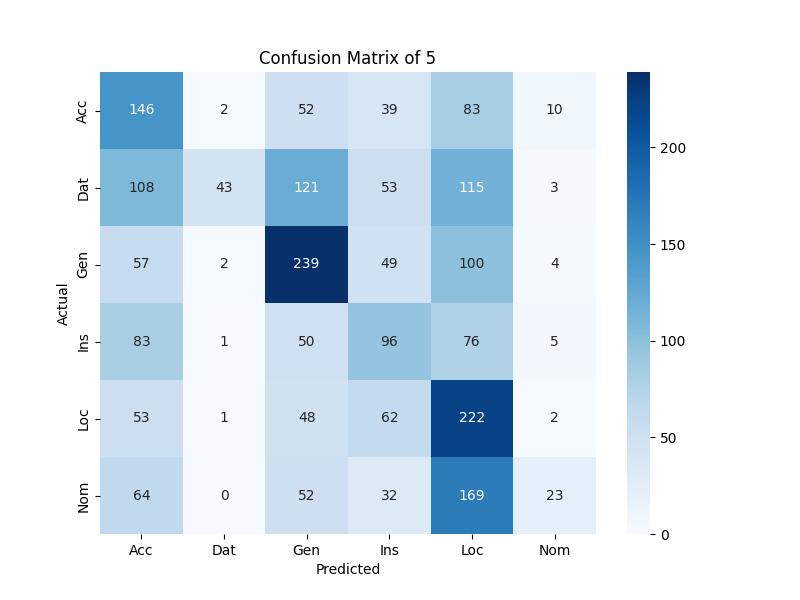 Confusion Matrix of 5
Acc 146 2 52 39 83 10
Dat 108 43 121 53 115 3
Gen 57 2 239 49 100 4
Ins 83 1 50 96 76 5
Loc 53 1 48 62 222 2
Nom 64 0 52 32 169 23
Acc Dat Gen Ins Loc Nom
Predicted
Actual
200
150
100
50
0